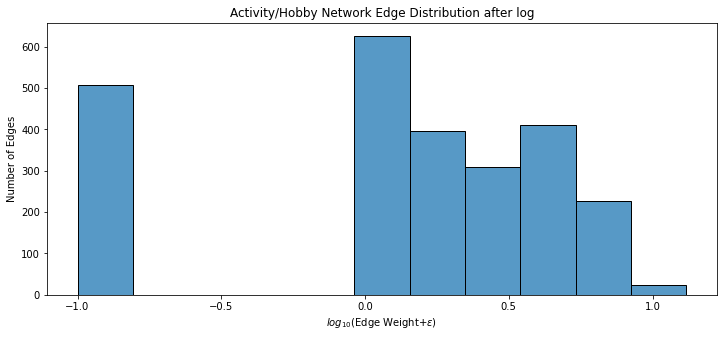 Activity/Hobby Network Edge Distribution after log
600
500
400
300
200
100
0
Number of Edges
−1.0 −0.5 0.0 0.5 1.0
log₁₀(Edge Weight+ε)